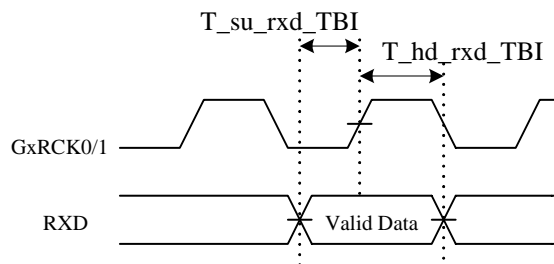 T_su_rxd_TBI
T_hd_rxd_TBI
GxRCK0/1
RXD
Valid Data